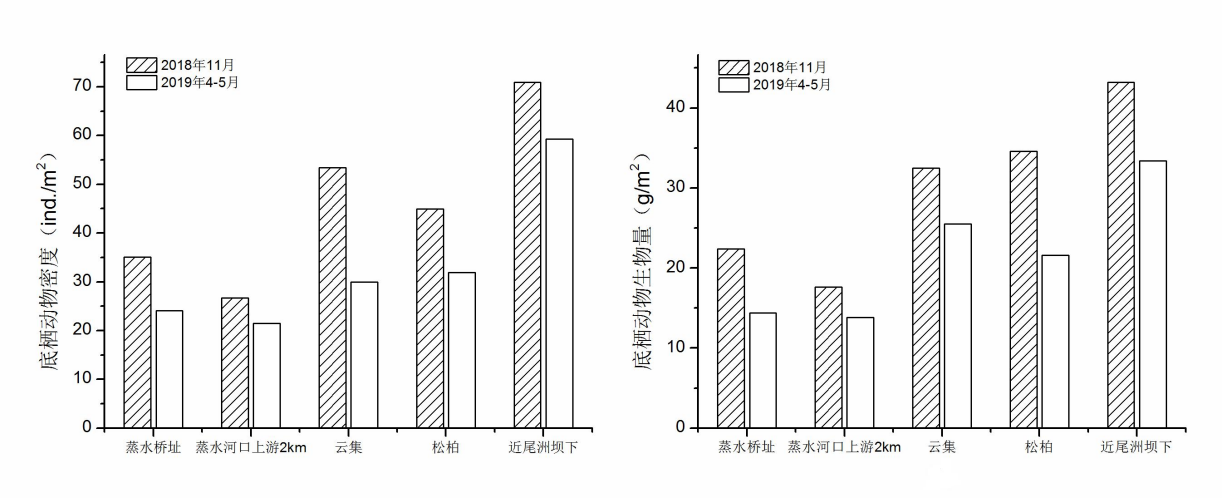 2018年11月
2019年4-5月
底栖动物密度（ind./m²）
70
60
50
40
30
20
10
0
蒸水桥址
蒸水河口上游2km
云集
松柏
近尾洲坝下
2018年11月
2019年4-5月
底栖动物生物量（g/m²）
40
30
20
10
0
蒸水桥址
蒸水河口上游2km
云集
松柏
近尾洲坝下